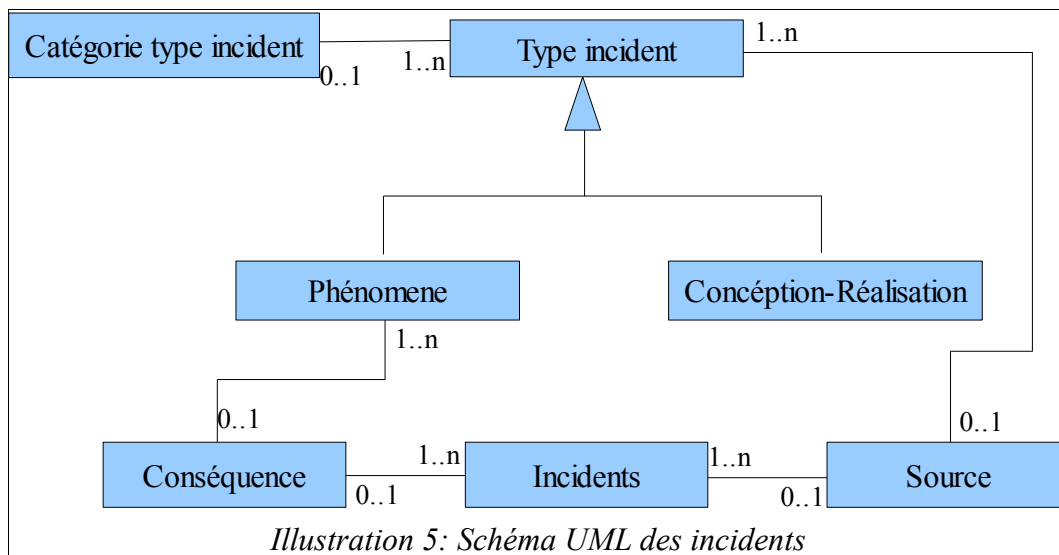 Catégorie type incident
0..1
1..n
Type incident
1..n
Phénomene
1..n
Concéption-Réalisation
0..1
0..1
Conséquence
0..1
1..n
Incidents
1..n
0..1
Source
Illustration 5: Schéma UML des incidents